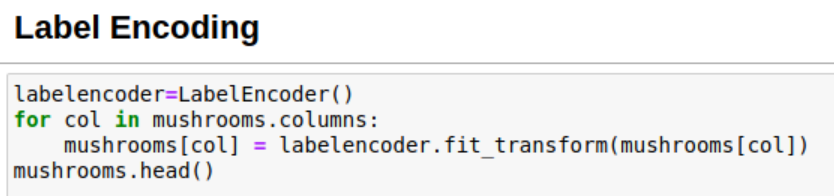 Label Encoding
labelencoder=LabelEncoder()
for col in mushrooms.columns:
    mushrooms[col] = labelencoder.fit_transform(mushrooms[col])
mushrooms.head()